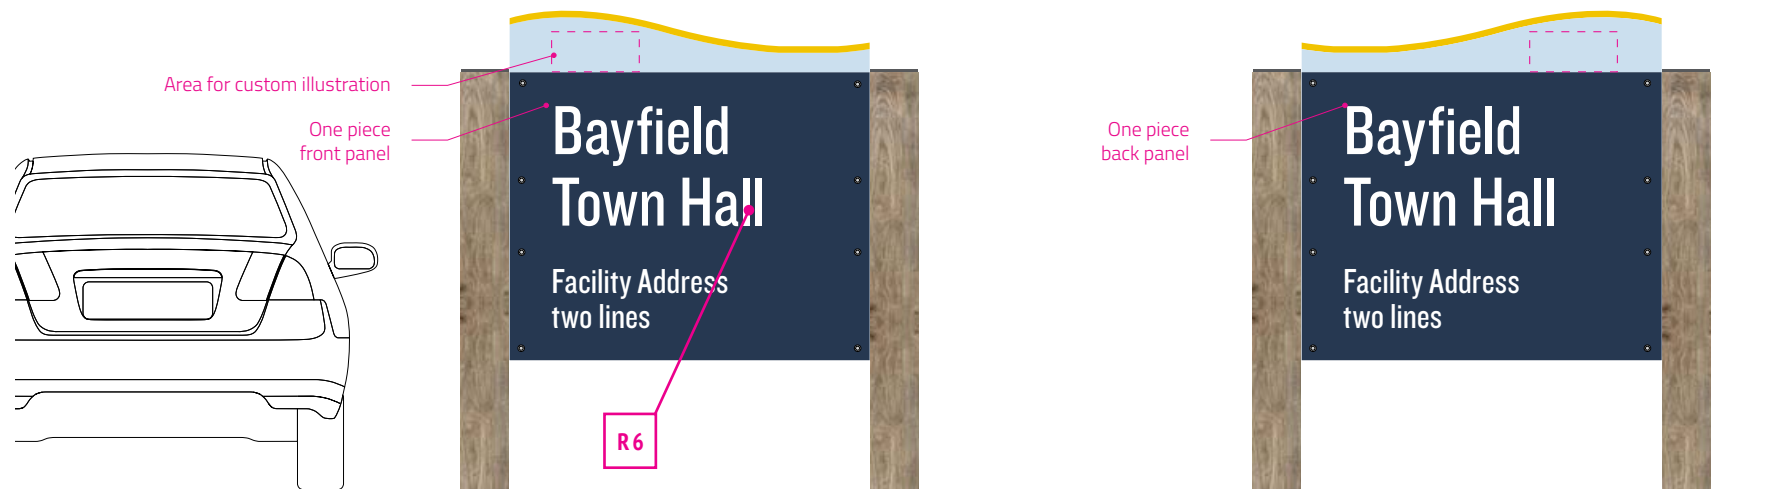 Area for custom illustration
One piece
front panel
Bayfield
Town Hall
Facility Address
two lines
R6
One piece
back panel
Bayfield
Town Hall
Facility Address
two lines